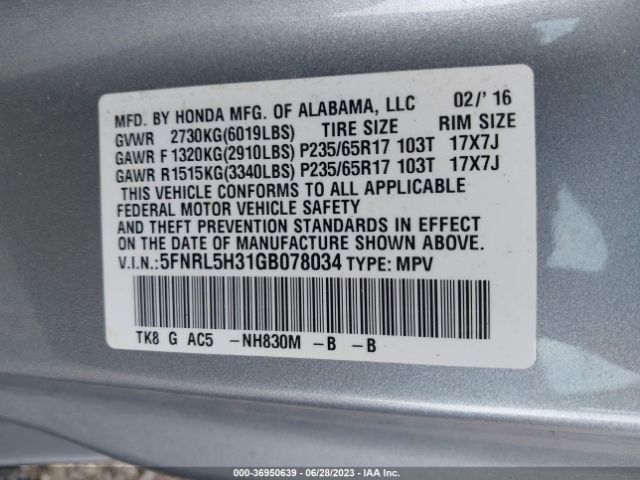 MFD. BY HONDA MFG. OF ALABAMA, LLC 02/' 16
GVWR 2730KG(6019LBS) TIRE SIZE RIM SIZE
GAWR F 1320KG(2910LBS) P235/65R17 103T 17X7J
GAWR R1515KG(3340LBS) P235/65R17 103T 17X7J
THIS VEHICLE CONFORMS TO ALL APPLICABLE
FEDERAL MOTOR VEHICLE SAFETY
AND THEFT PREVENTION STANDARDS IN EFFECT
ON THE DATE OF MANUFACTURE SHOWN ABOVE.
V.I.N.:5FNRL5H31GB078034 TYPE: MPV
TK8 G AC5 -NH830M -B -B
000-36950639 - 06/28/2023 - IAA